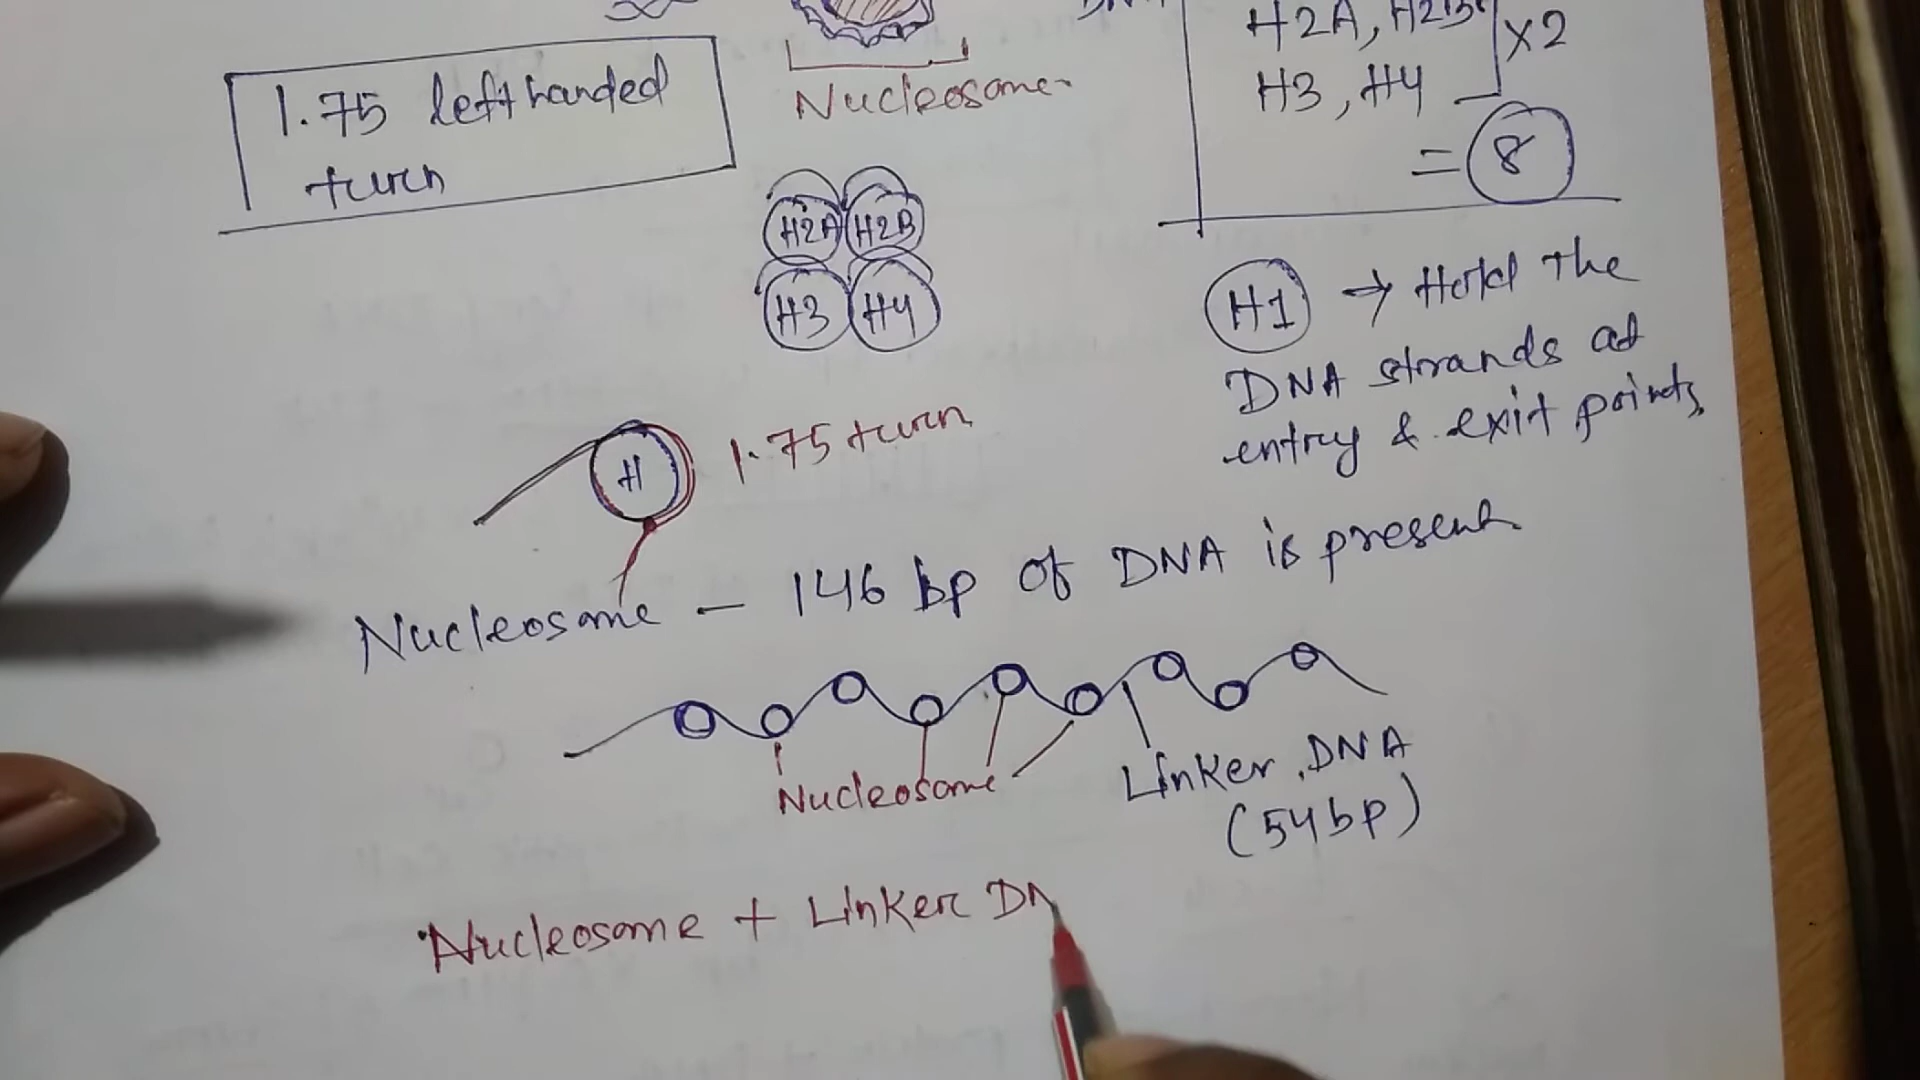 H2A, H2B
H3, H4
×2
= 8
1.75 left handed
turn
Nucleosome
H2A H2B
H3 H4
H1 → Hold the
DNA strands at
entry & exit points
H
1.75 turn
Nucleosome – 146 bp of DNA is present
Nucleosome
Linker DNA
(54bp)
Nucleosome + Linker DN